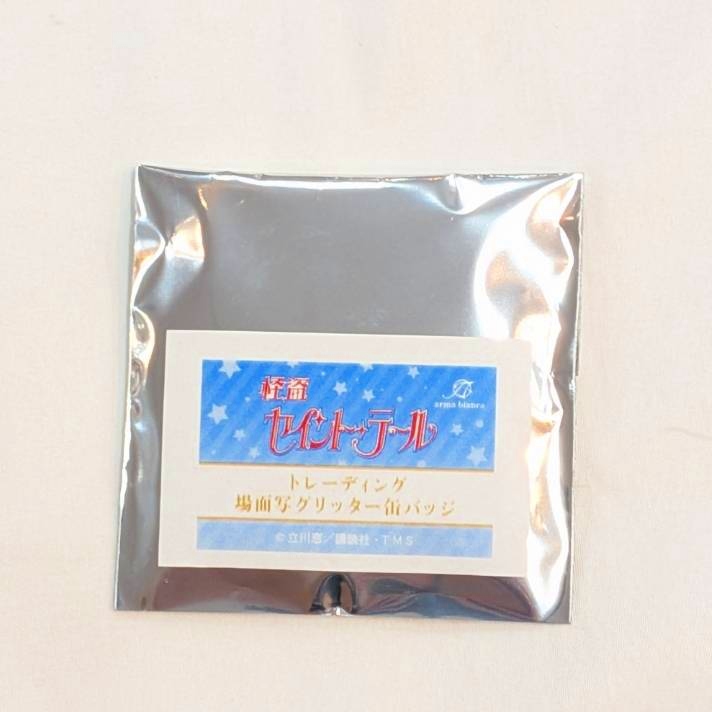 怪盗
arma bianca
セイント・テール
トレーディング
場面写グリッター缶バッジ
©立川恵／講談社・TMS